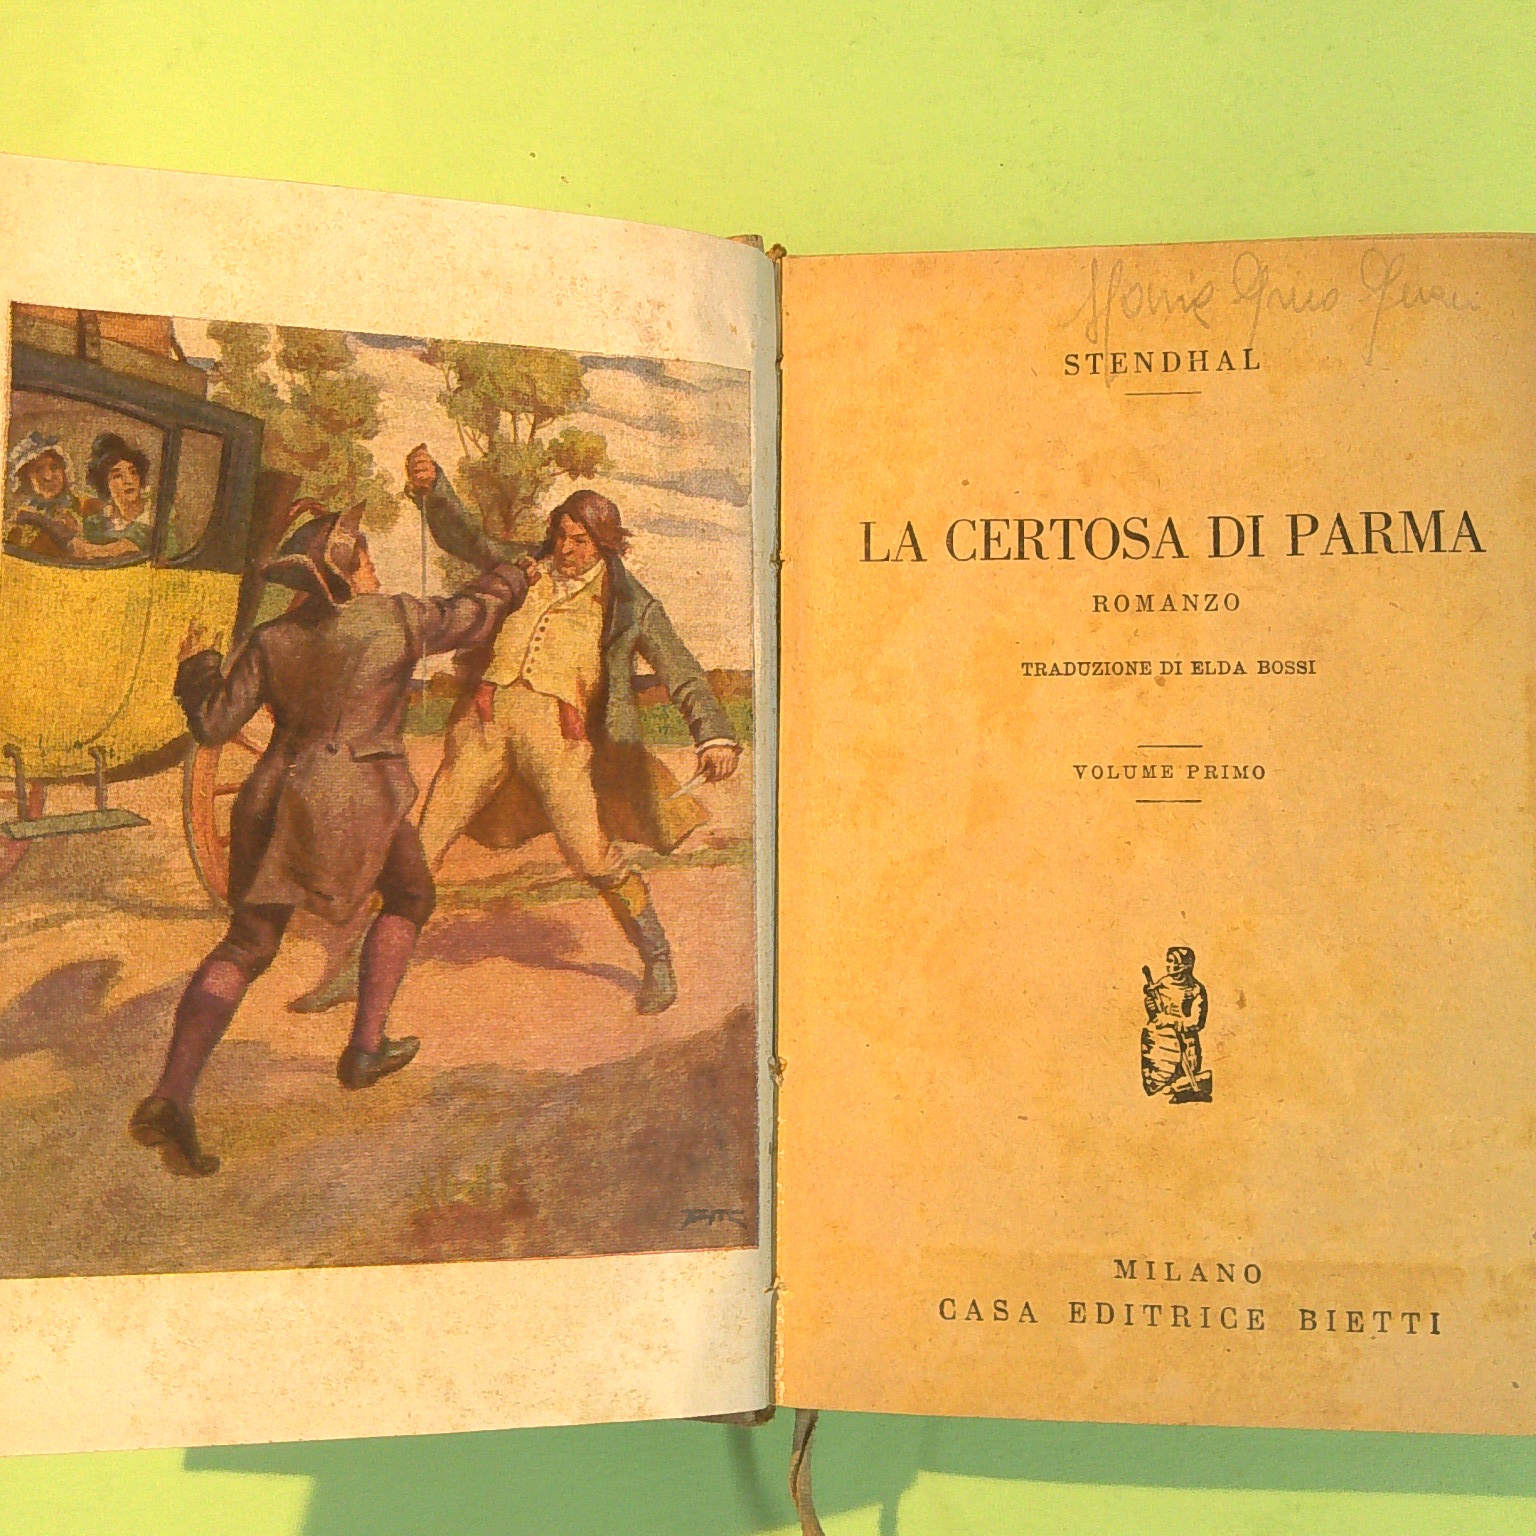 STENDHAL
LA CERTOSA DI PARMA
ROMANZO
TRADUZIONE DI ELDA BOSSI
VOLUME PRIMO
MILANO
CASA EDITRICE BIETTI